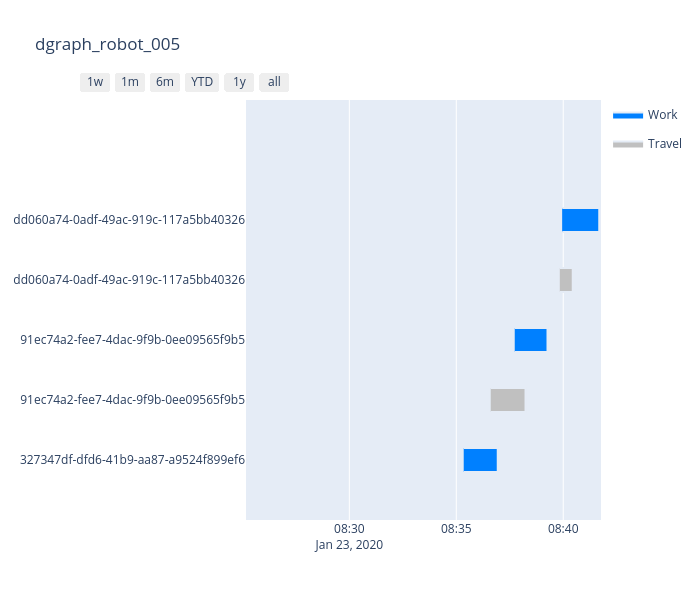 dgraph_robot_005
1w 1m 6m YTD 1y all
Work
Travel
dd060a74-0adf-49ac-919c-117a5bb40326
dd060a74-0adf-49ac-919c-117a5bb40326
91ec74a2-fee7-4dac-9f9b-0ee09565f9b5
91ec74a2-fee7-4dac-9f9b-0ee09565f9b5
327347df-dfd6-41b9-aa87-a9524f899ef6
08:30 08:35 08:40
Jan 23, 2020